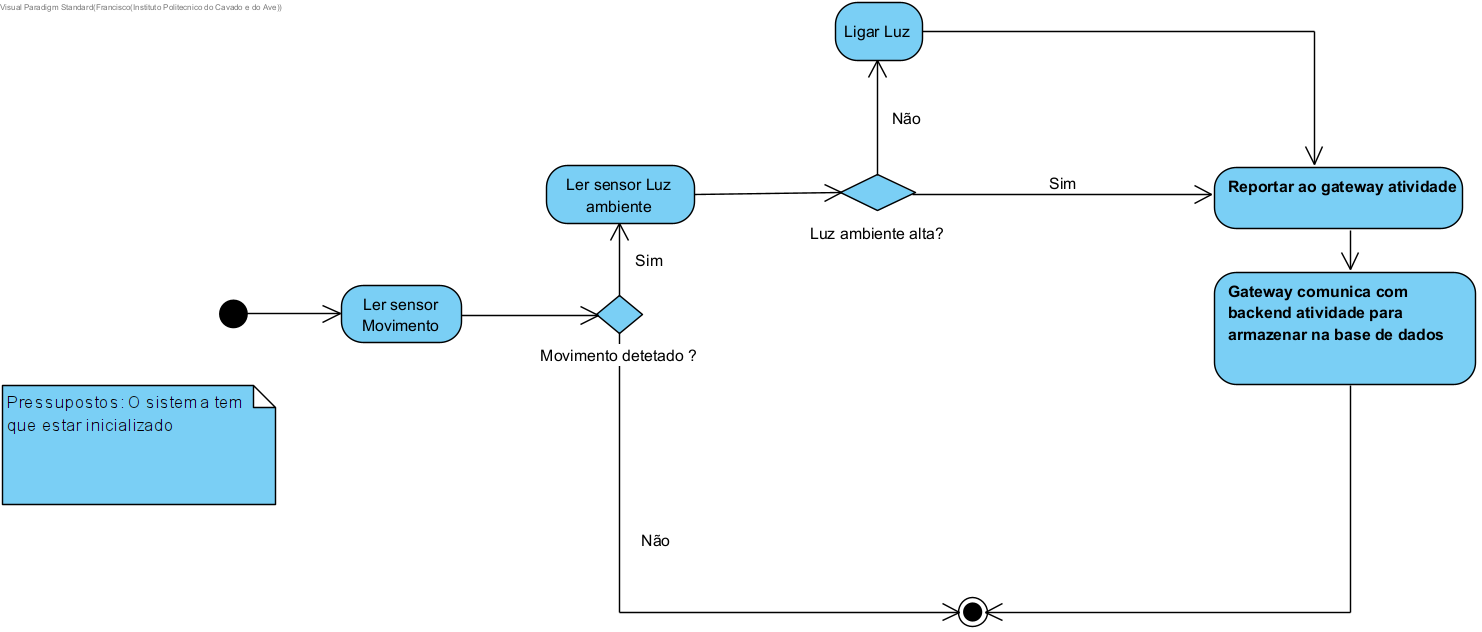 Visual Paradigm Standard(Francisco(Instituto Politecnico do Cavado e do Ave))
Ligar Luz
Não
Ler sensor Luz
ambiente
Sim
Reportar ao gateway atividade
Luz ambiente alta?
Sim
Ler sensor
Movimento
Gateway comunica com
backend atividade para
armazenar na base de dados
Movimento detetado ?
Pressupostos: O sistema tem
que estar inicializado
Não